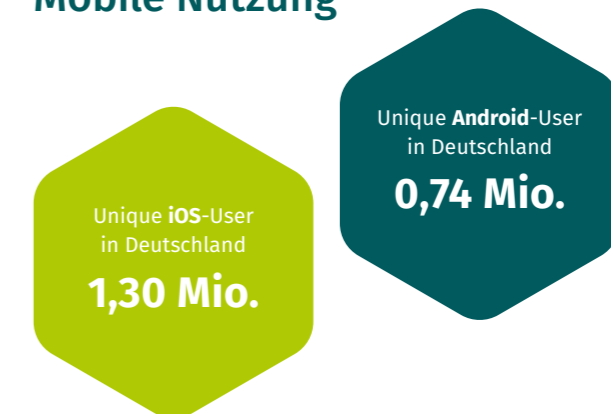 Mobile Nutzung
Unique Android-User
in Deutschland
0,74 Mio.
Unique iOS-User
in Deutschland
1,30 Mio.